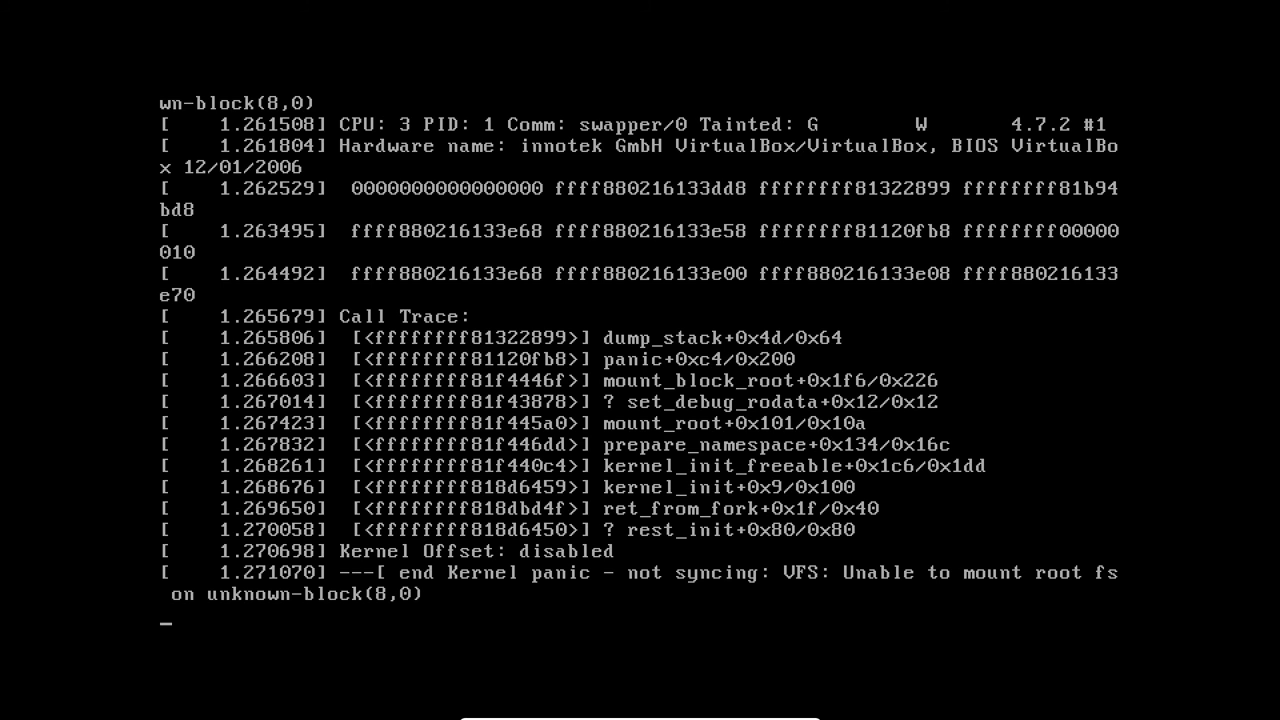 wn-block(8,0)
[    1.261508] CPU: 3 PID: 1 Comm: swapper/0 Tainted: G        W       4.7.2 #1
[    1.261804] Hardware name: innotek GmbH VirtualBox/VirtualBox, BIOS VirtualBo
x 12/01/2006
[    1.262529]  0000000000000000 ffff880216133dd8 ffffffff81322899 ffffffff81b94
bd8
[    1.263495]  ffff880216133e68 ffff880216133e58 ffffffff81120fb8 ffffffff00000
010
[    1.264492]  ffff880216133e68 ffff880216133e00 ffff880216133e08 ffff880216133
e70
[    1.265679] Call Trace:
[    1.265806]  [<ffffffff81322899>] dump_stack+0x4d/0x64
[    1.266208]  [<ffffffff81120fb8>] panic+0xc4/0x200
[    1.266603]  [<ffffffff81f4446f>] mount_block_root+0x1f6/0x226
[    1.267014]  [<ffffffff81f43878>] ? set_debug_rodata+0x12/0x12
[    1.267423]  [<ffffffff81f445a0>] mount_root+0x101/0x10a
[    1.267832]  [<ffffffff81f446dd>] prepare_namespace+0x134/0x16c
[    1.268261]  [<ffffffff81f440c4>] kernel_init_freeable+0x1c6/0x1dd
[    1.268676]  [<ffffffff818d6459>] kernel_init+0x9/0x100
[    1.269650]  [<ffffffff818dbd4f>] ret_from_fork+0x1f/0x40
[    1.270058]  [<ffffffff818d6450>] ? rest_init+0x80/0x80
[    1.270698] Kernel Offset: disabled
[    1.271070] ---[ end Kernel panic - not syncing: VFS: Unable to mount root fs
 on unknown-block(8,0)